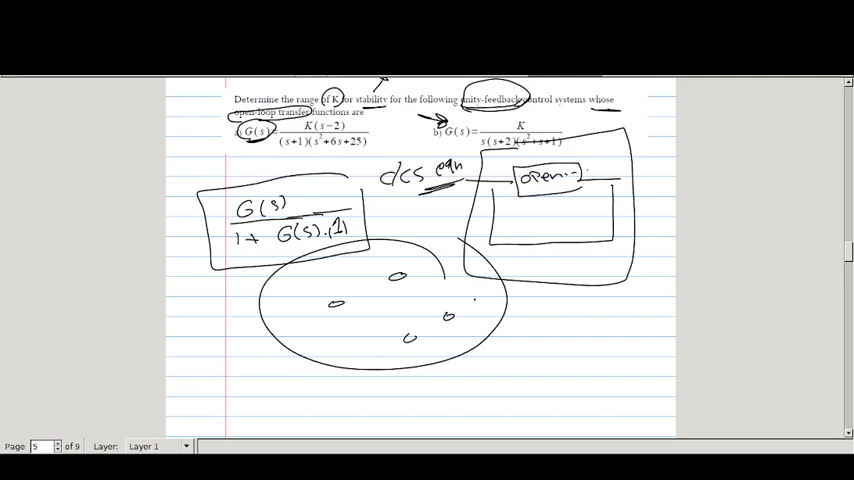 Determine the range of K for stability for the following unity-feedback control systems whose
open-loop transfer functions are
a) G(s)= K(s−2) / (s+1)(s²+6s+25)
b) G(s)= K / s(s+2)(s²+s+1)
c/cs eqn
open--
G(s)
1+ G(s).(1)
Page 5 of 9 Layer: Layer 1